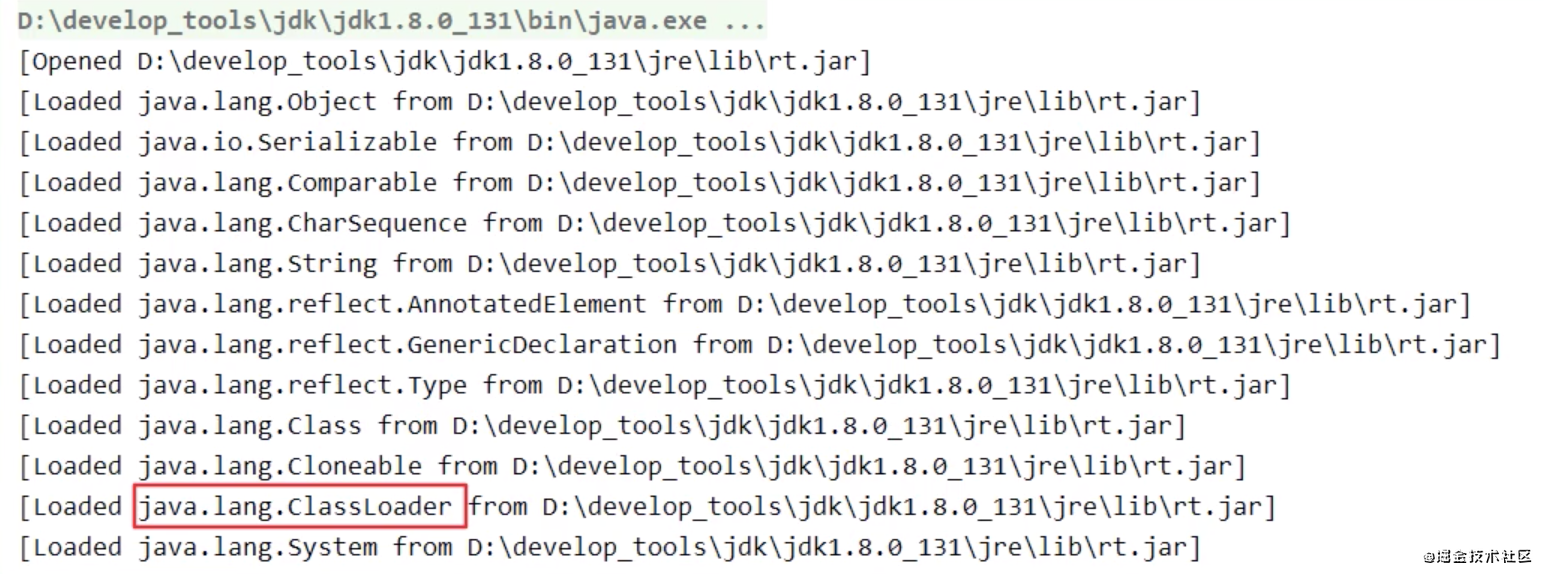 D:\develop_tools\jdk\jdk1.8.0_131\bin\java.exe ...
[Opened D:\develop_tools\jdk\jdk1.8.0_131\jre\lib\rt.jar]
[Loaded java.lang.Object from D:\develop_tools\jdk\jdk1.8.0_131\jre\lib\rt.jar]
[Loaded java.io.Serializable from D:\develop_tools\jdk\jdk1.8.0_131\jre\lib\rt.jar]
[Loaded java.lang.Comparable from D:\develop_tools\jdk\jdk1.8.0_131\jre\lib\rt.jar]
[Loaded java.lang.CharSequence from D:\develop_tools\jdk\jdk1.8.0_131\jre\lib\rt.jar]
[Loaded java.lang.String from D:\develop_tools\jdk\jdk1.8.0_131\jre\lib\rt.jar]
[Loaded java.lang.reflect.AnnotatedElement from D:\develop_tools\jdk\jdk1.8.0_131\jre\lib\rt.jar]
[Loaded java.lang.reflect.GenericDeclaration from D:\develop_tools\jdk\jdk1.8.0_131\jre\lib\rt.jar]
[Loaded java.lang.reflect.Type from D:\develop_tools\jdk\jdk1.8.0_131\jre\lib\rt.jar]
[Loaded java.lang.Class from D:\develop_tools\jdk\jdk1.8.0_131\jre\lib\rt.jar]
[Loaded java.lang.Cloneable from D:\develop_tools\jdk\jdk1.8.0_131\jre\lib\rt.jar]
[Loaded java.lang.ClassLoader from D:\develop_tools\jdk\jdk1.8.0_131\jre\lib\rt.jar]
[Loaded java.lang.System from D:\develop_tools\jdk\jdk1.8.0_131\jre\lib\rt.jar]
@掘金技术社区